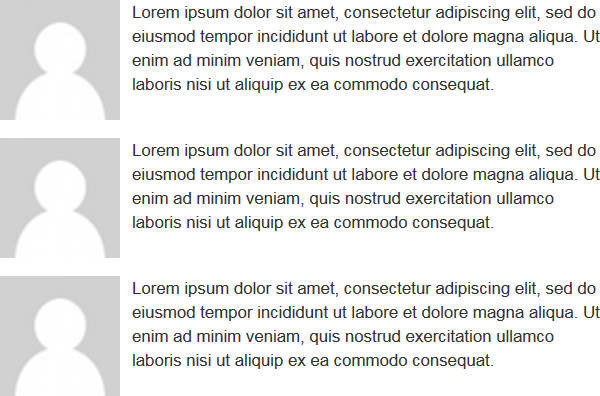 Lorem ipsum dolor sit amet, consectetur adipiscing elit, sed do
eiusmod tempor incididunt ut labore et dolore magna aliqua. Ut
enim ad minim veniam, quis nostrud exercitation ullamco
laboris nisi ut aliquip ex ea commodo consequat.
Lorem ipsum dolor sit amet, consectetur adipiscing elit, sed do
eiusmod tempor incididunt ut labore et dolore magna aliqua. Ut
enim ad minim veniam, quis nostrud exercitation ullamco
laboris nisi ut aliquip ex ea commodo consequat.
Lorem ipsum dolor sit amet, consectetur adipiscing elit, sed do
eiusmod tempor incididunt ut labore et dolore magna aliqua. Ut
enim ad minim veniam, quis nostrud exercitation ullamco
laboris nisi ut aliquip ex ea commodo consequat.